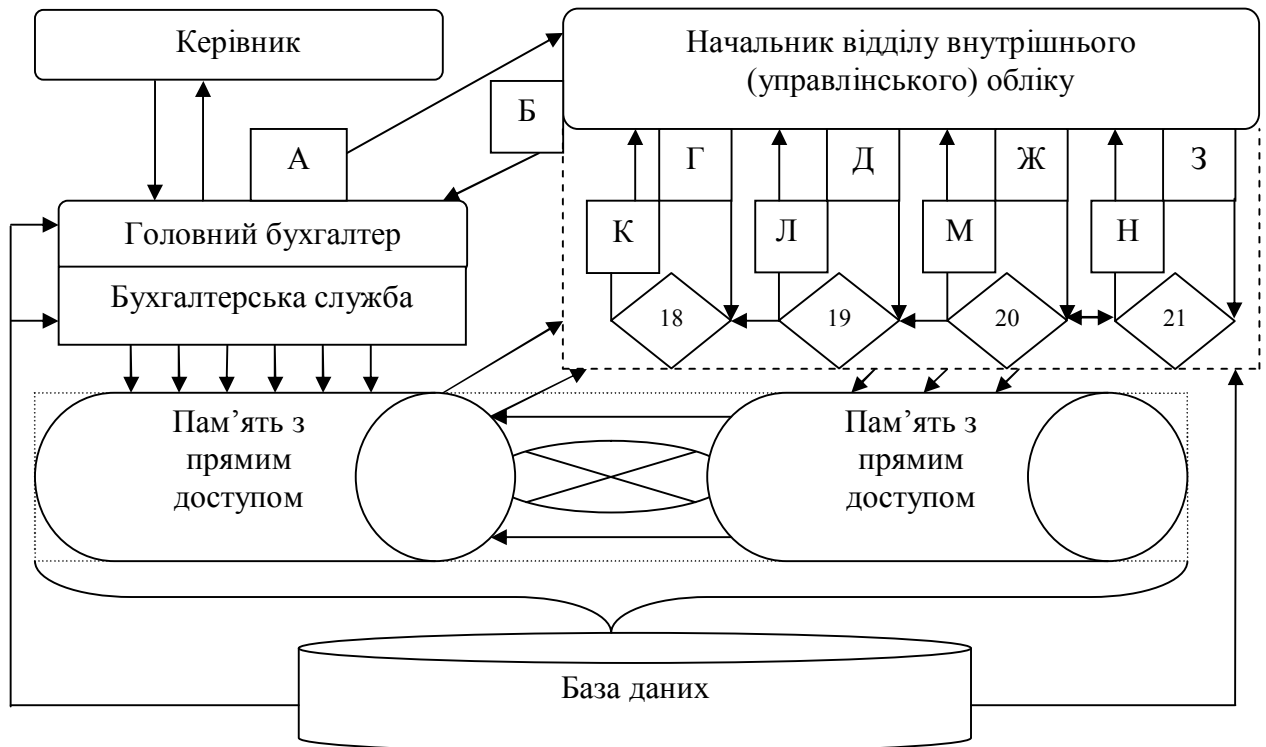 Керівник
Начальник відділу внутрішнього
(управлінського) обліку
А
Б
Г
Д
Ж
З
К
Л
М
Н
Головний бухгалтер
Бухгалтерська служба
18
19
20
21
Пам’ять з
прямим
доступом
Пам’ять з
прямим
доступом
База даних